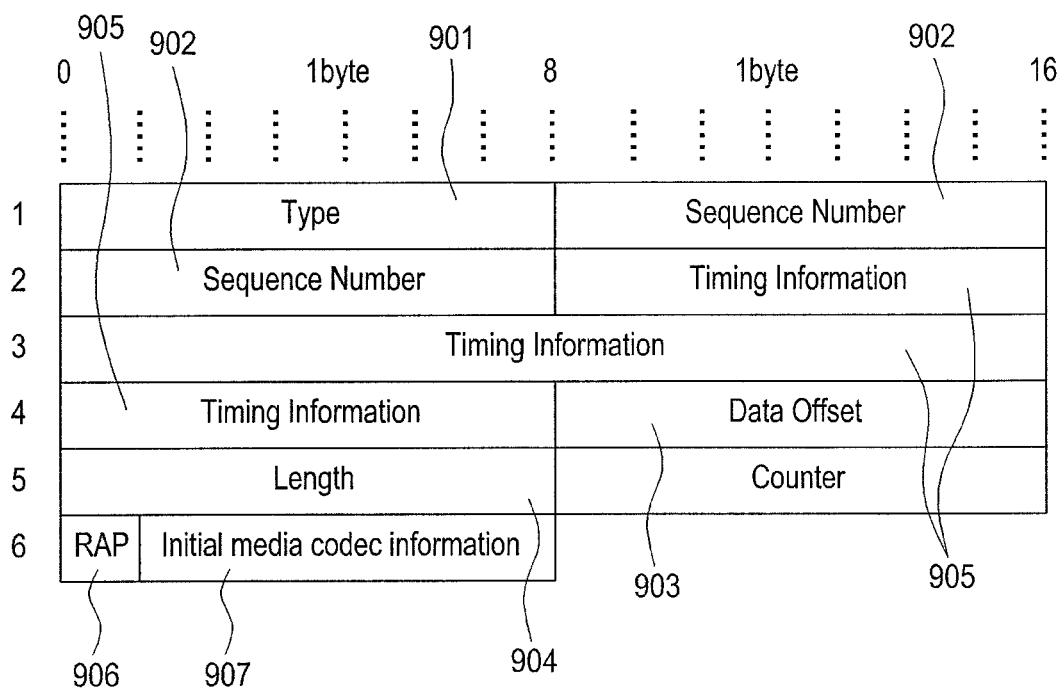 905 902 901 902
0 1byte 8 1byte 16
1 Type Sequence Number
2 Sequence Number Timing Information
3 Timing Information
4 Timing Information Data Offset
5 Length Counter
6 RAP Initial media codec information
906 907 904 903 905